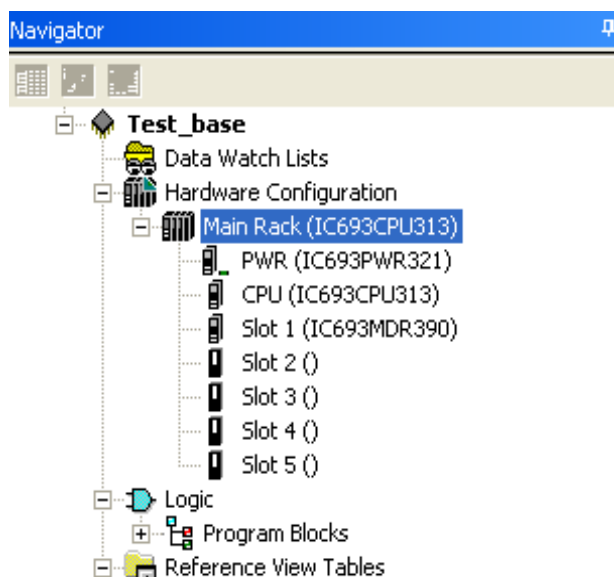 Navigator
Test_base
Data Watch Lists
Hardware Configuration
Main Rack (IC693CPU313)
PWR (IC693PWR321)
CPU (IC693CPU313)
Slot 1 (IC693MDR390)
Slot 2 ()
Slot 3 ()
Slot 4 ()
Slot 5 ()
Logic
Program Blocks
Reference View Tables